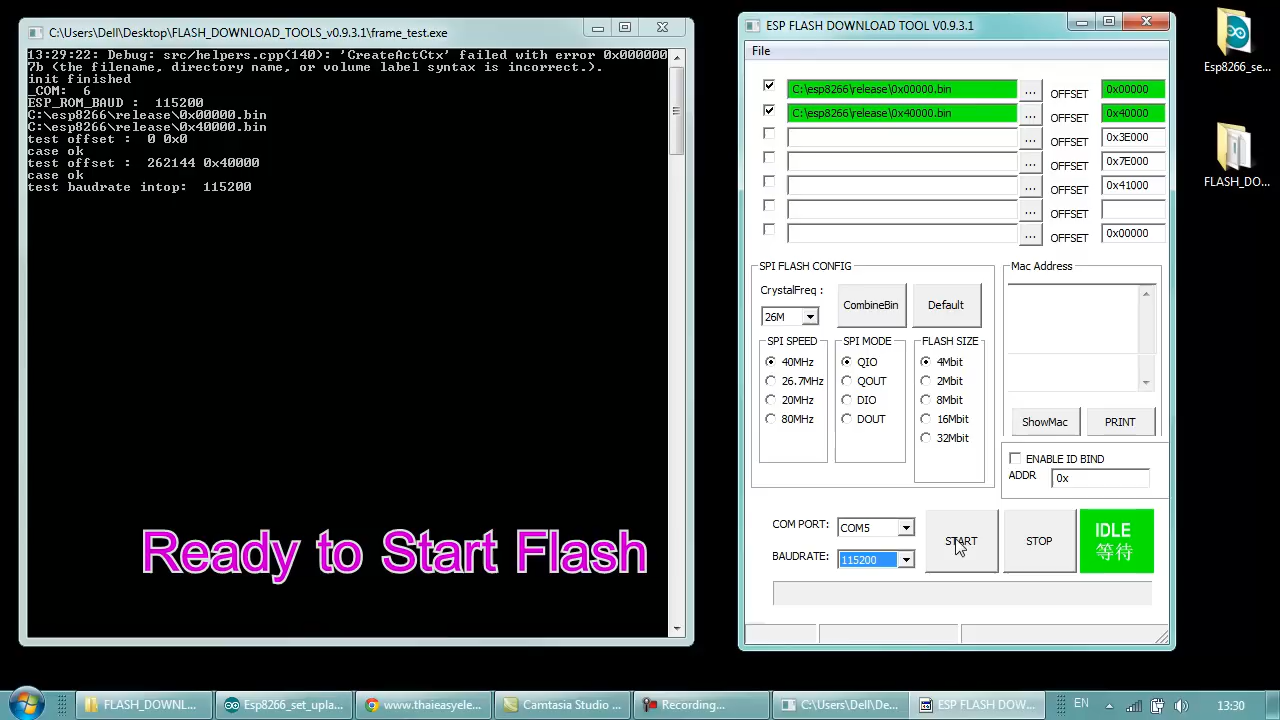 C:\Users\Dell\Desktop\FLASH_DOWNLOAD_TOOLS_v0.9.3.1\frame_test.exe
13:29:22: Debug: src/helpers.cpp(140): 'CreateActCtx' failed with error 0x000000
7b (the filename, directory name, or volume label syntax is incorrect.).
init finished
_COM:  6
ESP_ROM_BAUD :  115200
C:\esp8266\release\0x00000.bin
C:\esp8266\release\0x40000.bin
test offset :  0 0x0
case ok
test offset :  262144 0x40000
case ok
test baudrate intop:  115200
Ready to Start Flash
ESP FLASH DOWNLOAD TOOL V0.9.3.1
File
C:\esp8266\release\0x00000.bin ... OFFSET 0x00000
C:\esp8266\release\0x40000.bin ... OFFSET 0x40000
... OFFSET 0x3E000
... OFFSET 0x7E000
... OFFSET 0x41000
... OFFSET
... OFFSET 0x00000
SPI FLASH CONFIG
CrystalFreq :
26M
CombineBin
Default
SPI SPEED
40MHz
26.7MHz
20MHz
80MHz
SPI MODE
QIO
QOUT
DIO
DOUT
FLASH SIZE
4Mbit
2Mbit
8Mbit
16Mbit
32Mbit
Mac Address
ShowMac
PRINT
ENABLE ID BIND
ADDR 0x
COM PORT: COM5
BAUDRATE: 115200
START
STOP
IDLE
等待
Esp8266_se...
FLASH_DO...
FLASH_DOWNL...
Esp8266_set_upla...
www.thaieasyele...
Camtasia Studio ...
Recording...
C:\Users\Dell\De...
ESP FLASH DOW...
EN
13:30